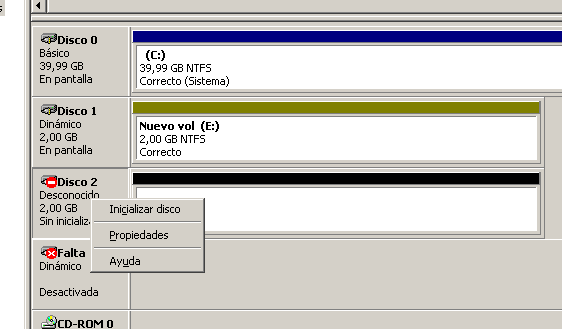 Disco 0
Básico
39,99 GB
En pantalla
(C:)
39,99 GB NTFS
Correcto (Sistema)
Disco 1
Dinámico
2,00 GB
En pantalla
Nuevo vol (E:)
2,00 GB NTFS
Correcto
Disco 2
Desconocido
2,00 GB
Sin inicializ
Inicializar disco
Propiedades
Ayuda
Falta
Dinámico
Desactivada
CD-ROM 0